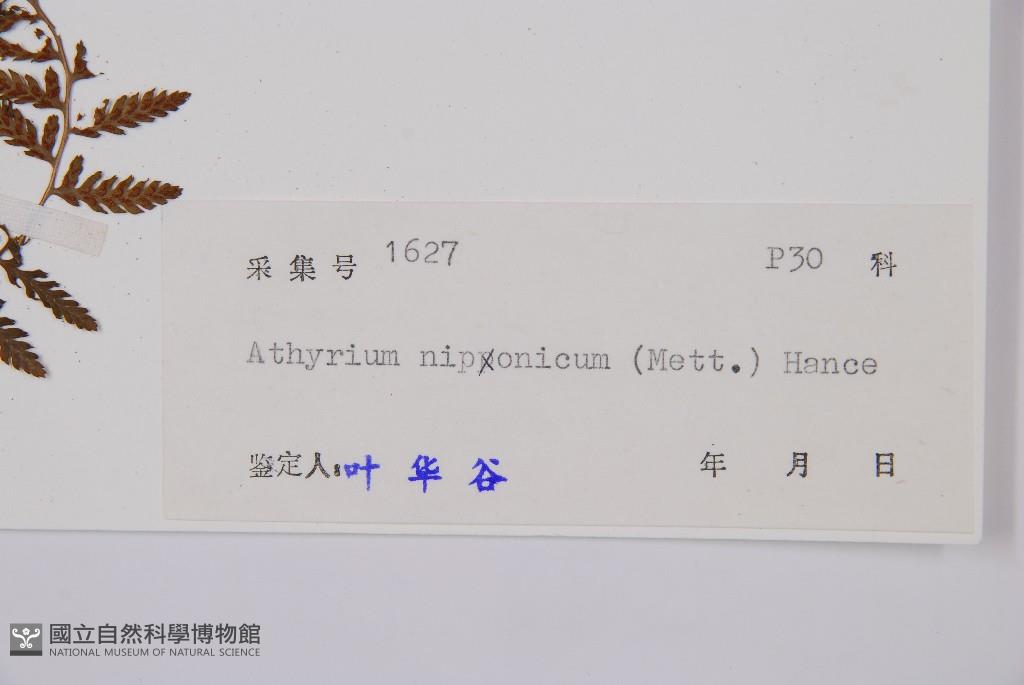 采集号 1627 P30 科
Athyrium nipponicum (Mett.) Hance
鉴定人:叶华谷 年 月 日
國立自然科學博物館
NATIONAL MUSEUM OF NATURAL SCIENCE